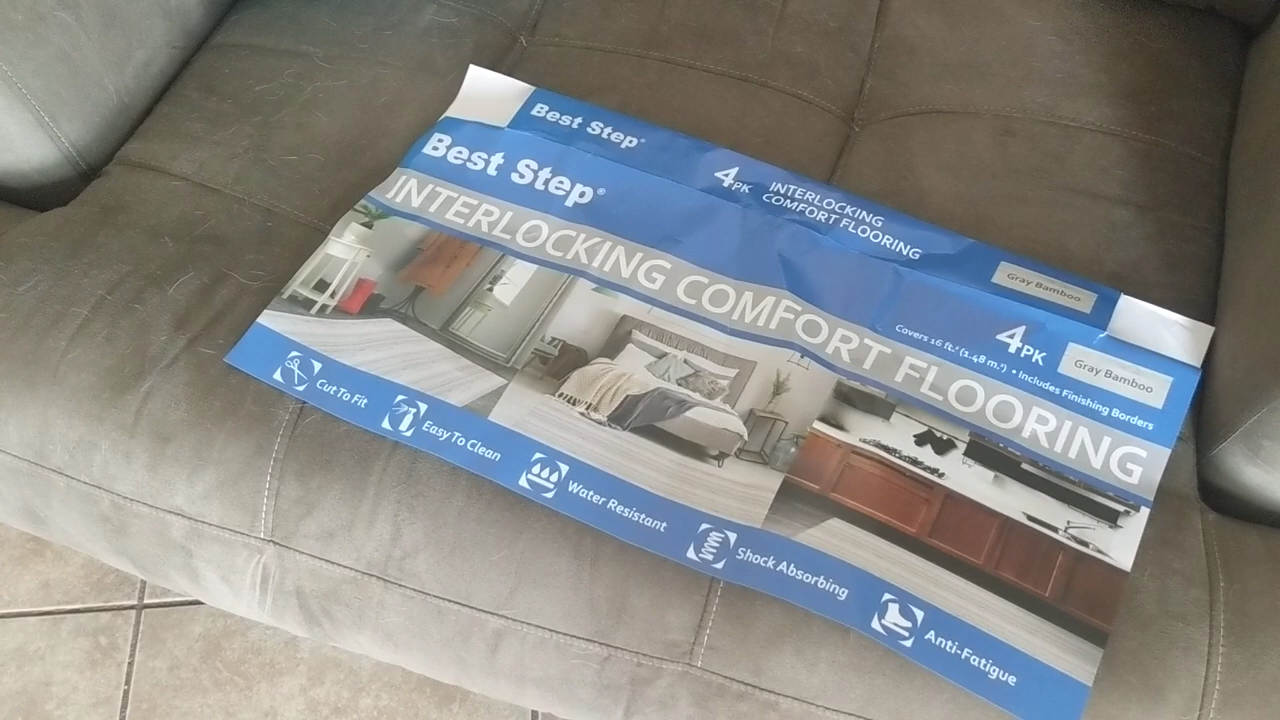 Best Step®
4PK INTERLOCKING
COMFORT FLOORING
Gray Bamboo
Best Step®
INTERLOCKING COMFORT FLOORING
4PK
Gray Bamboo
Covers 16 ft.² (1.48 m.²) • Includes Finishing Borders
Cut To Fit
Easy To Clean
Water Resistant
Shock Absorbing
Anti-Fatigue